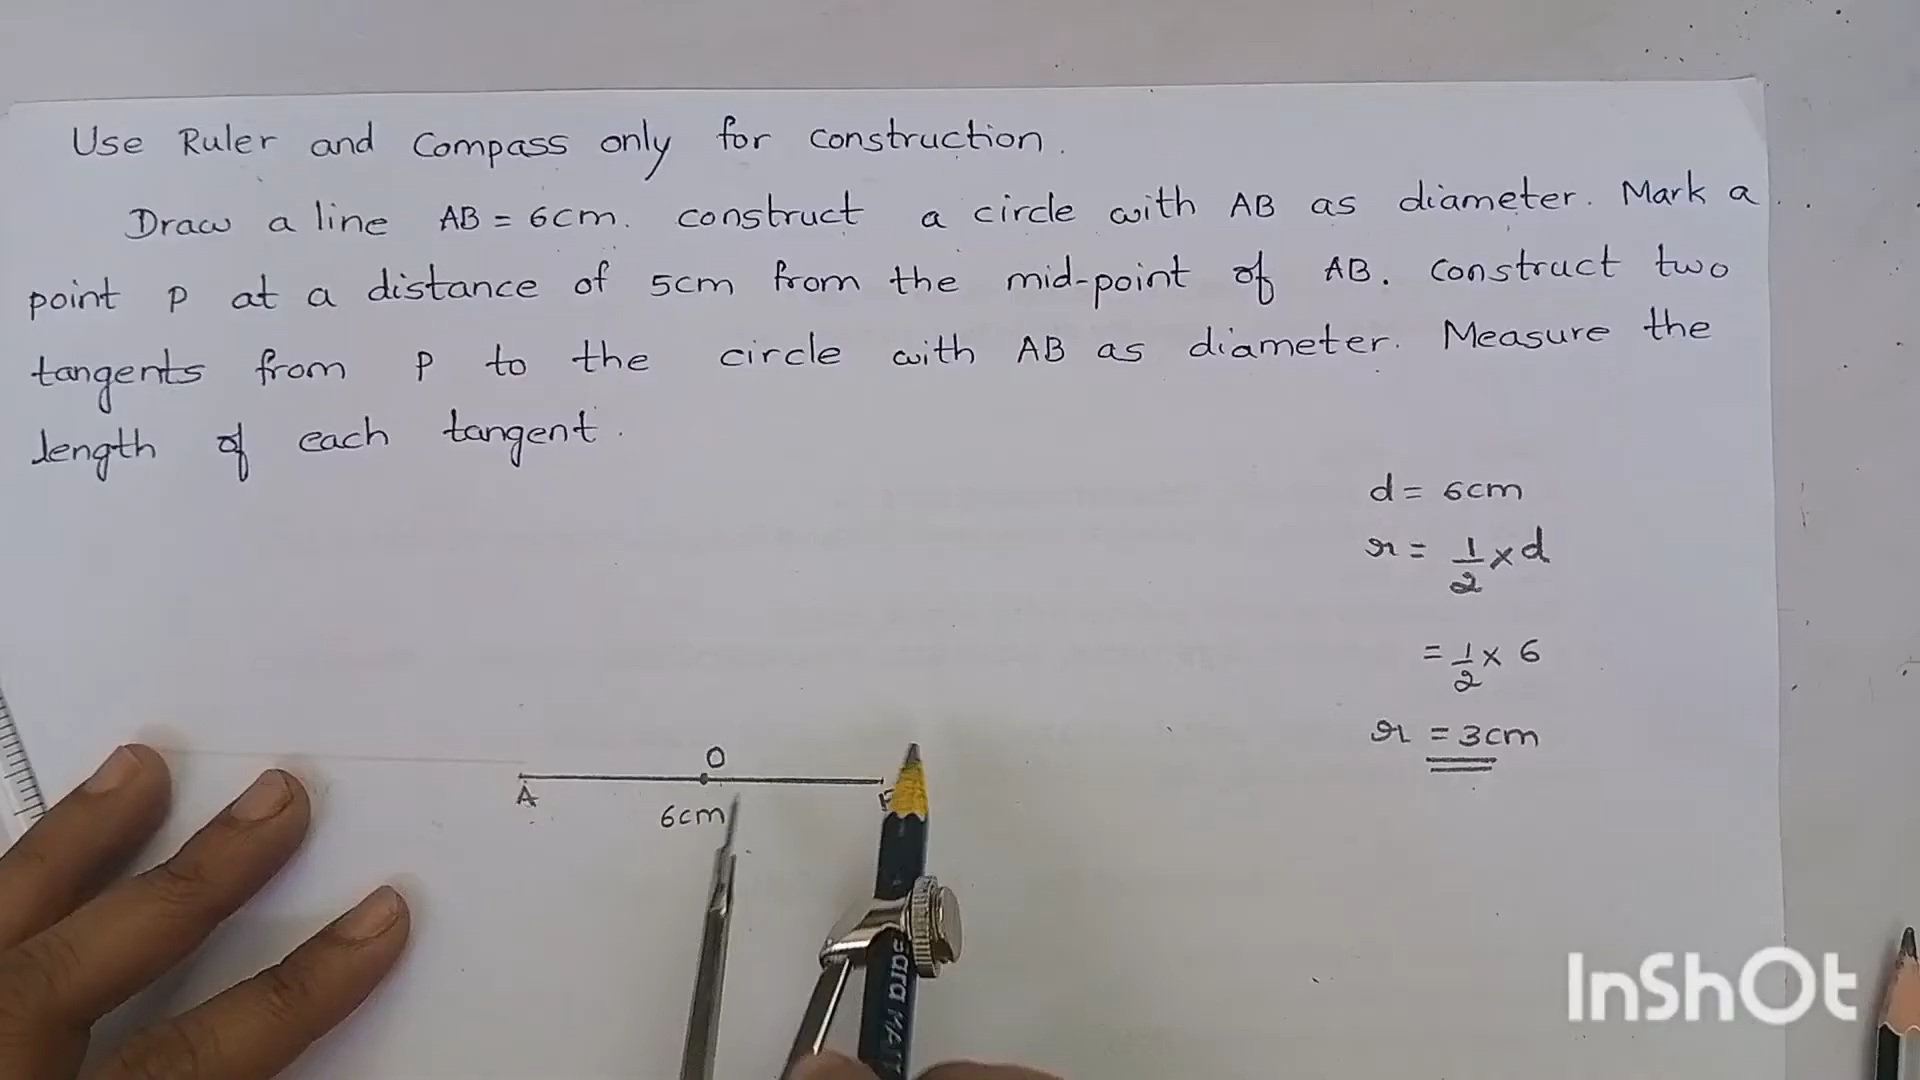 Use Ruler and Compass only for construction.
Draw a line AB = 6cm. construct a circle with AB as diameter. Mark a
point P at a distance of 5cm from the mid-point of AB. construct two
tangents from P to the circle with AB as diameter. Measure the
length of each tangent.
d = 6cm
r = 1/2 × d
= 1/2 × 6
r = 3cm
O
A
6cm
InShOt